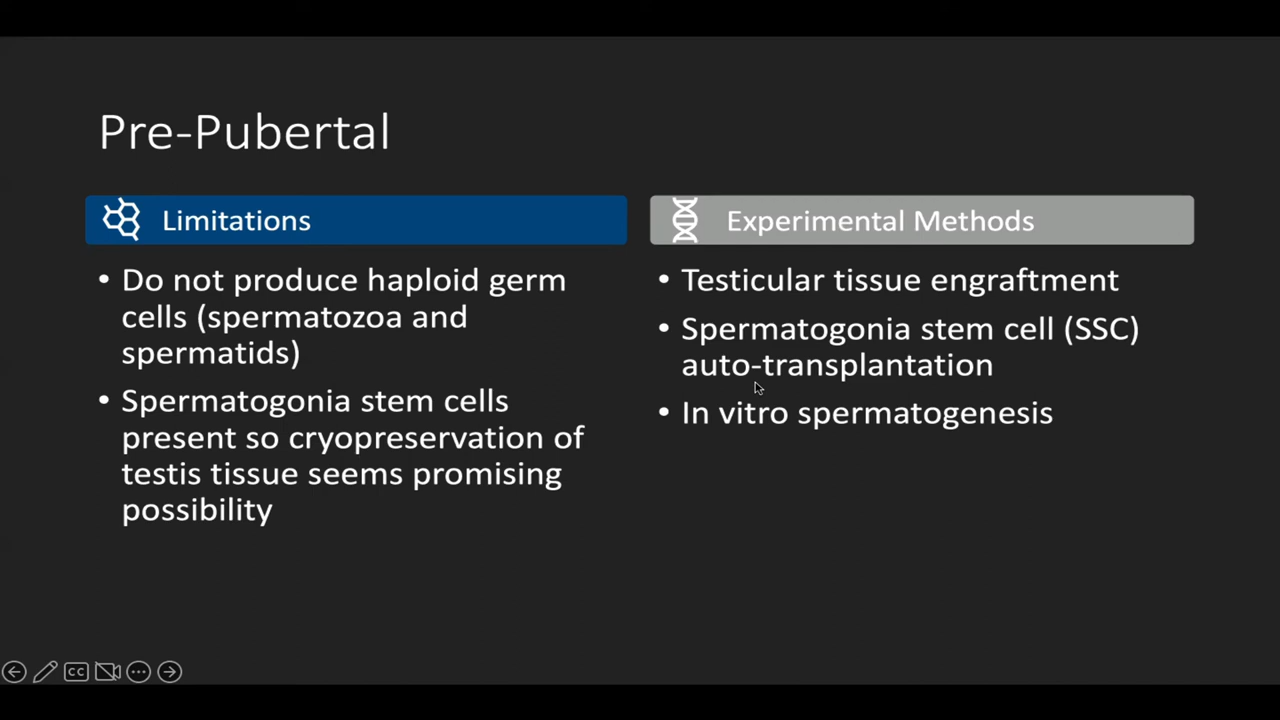 Pre-Pubertal
Limitations
• Do not produce haploid germ
cells (spermatozoa and
spermatids)
• Spermatogonia stem cells
present so cryopreservation of
testis tissue seems promising
possibility
Experimental Methods
• Testicular tissue engraftment
• Spermatogonia stem cell (SSC)
auto-transplantation
• In vitro spermatogenesis
CC